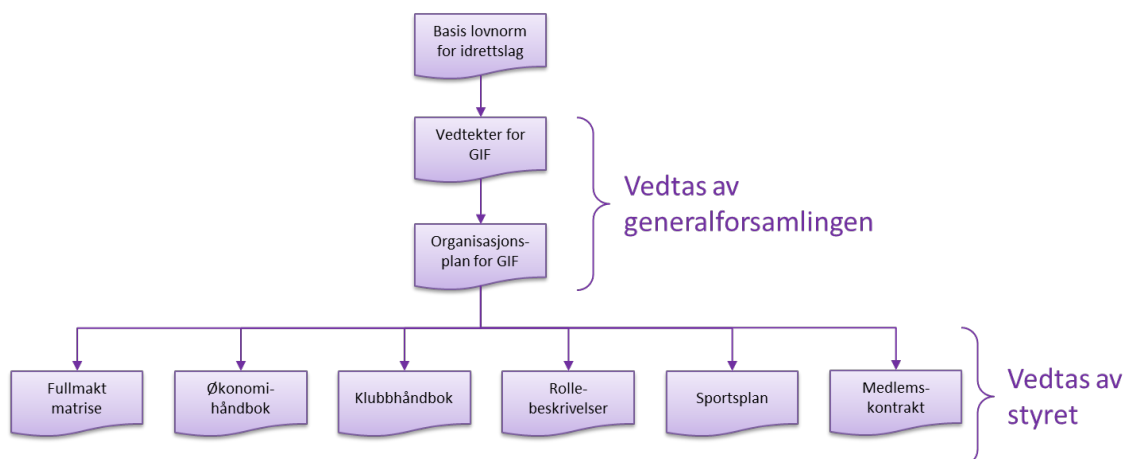 Basis lovnorm
for idrettslag
Vedtekter for
GIF
Vedtas av
generalforsamlingen
Organisasjons-
plan for GIF
Fullmakt
matrise
Økonomi-
håndbok
Klubbhåndbok
Rolle-
beskrivelser
Sportsplan
Medlems-
kontrakt
Vedtas av
styret